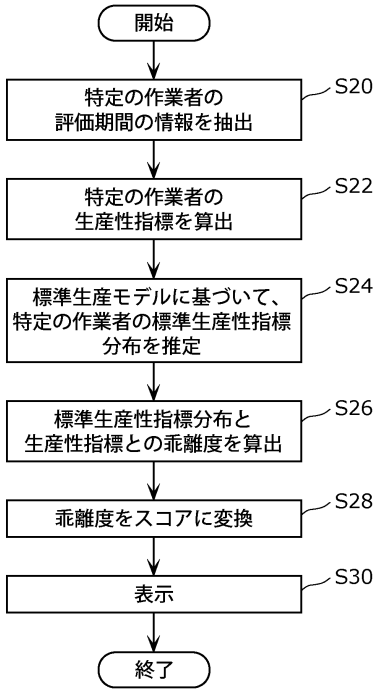 開始
特定の作業者の
評価期間の情報を抽出
S20
特定の作業者の
生産性指標を算出
S22
標準生産モデルに基づいて、
特定の作業者の標準生産性指標
分布を推定
S24
標準生産性指標分布と
生産性指標との乖離度を算出
S26
乖離度をスコアに変換
S28
表示
S30
終了